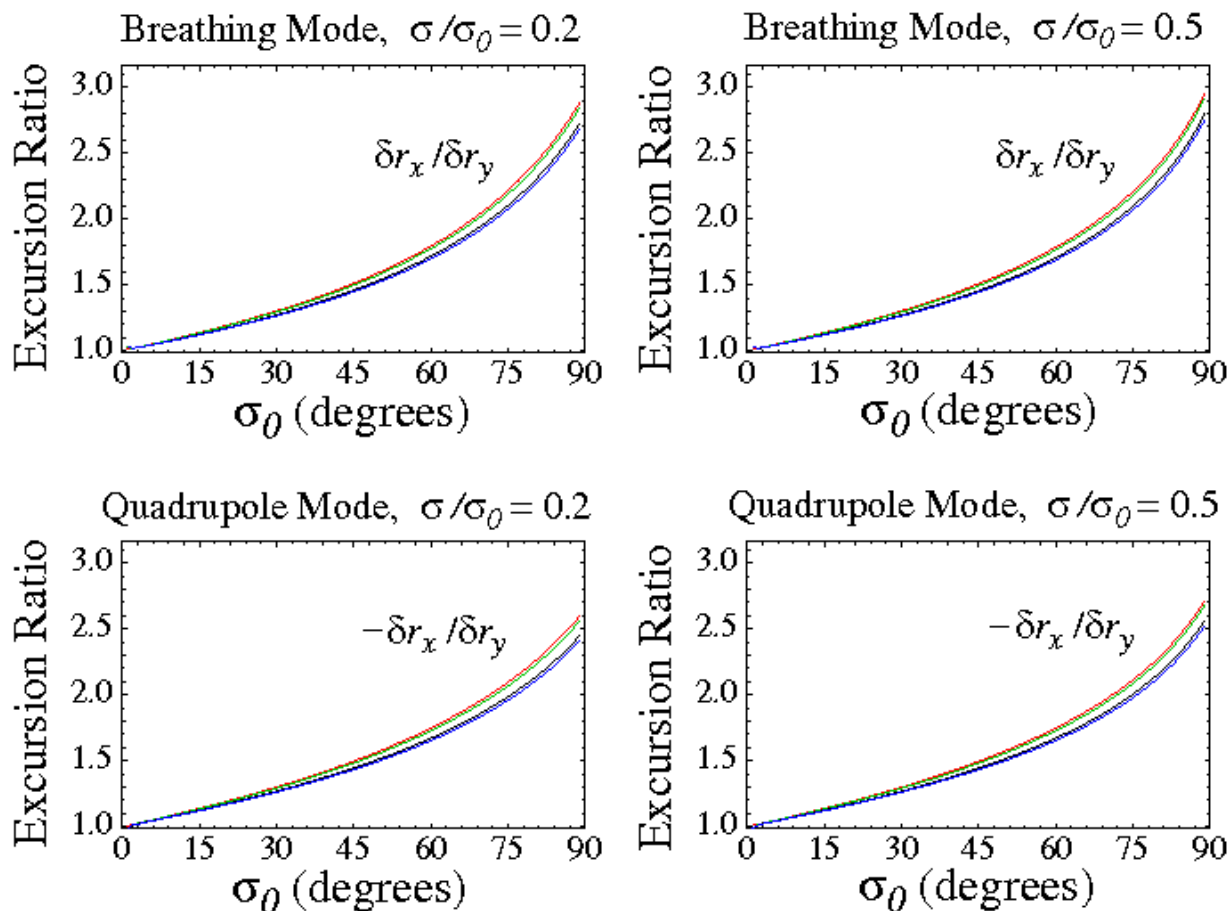 Breathing Mode, σ/σ₀ = 0.2
Excursion Ratio
3.0
2.5
2.0
1.5
1.0
δrₓ/δr_y
0 15 30 45 60 75 90
σ₀ (degrees)
Breathing Mode, σ/σ₀ = 0.5
Excursion Ratio
3.0
2.5
2.0
1.5
1.0
δrₓ/δr_y
0 15 30 45 60 75 90
σ₀ (degrees)
Quadrupole Mode, σ/σ₀ = 0.2
Excursion Ratio
3.0
2.5
2.0
1.5
1.0
−δrₓ/δr_y
0 15 30 45 60 75 90
σ₀ (degrees)
Quadrupole Mode, σ/σ₀ = 0.5
Excursion Ratio
3.0
2.5
2.0
1.5
1.0
−δrₓ/δr_y
0 15 30 45 60 75 90
σ₀ (degrees)